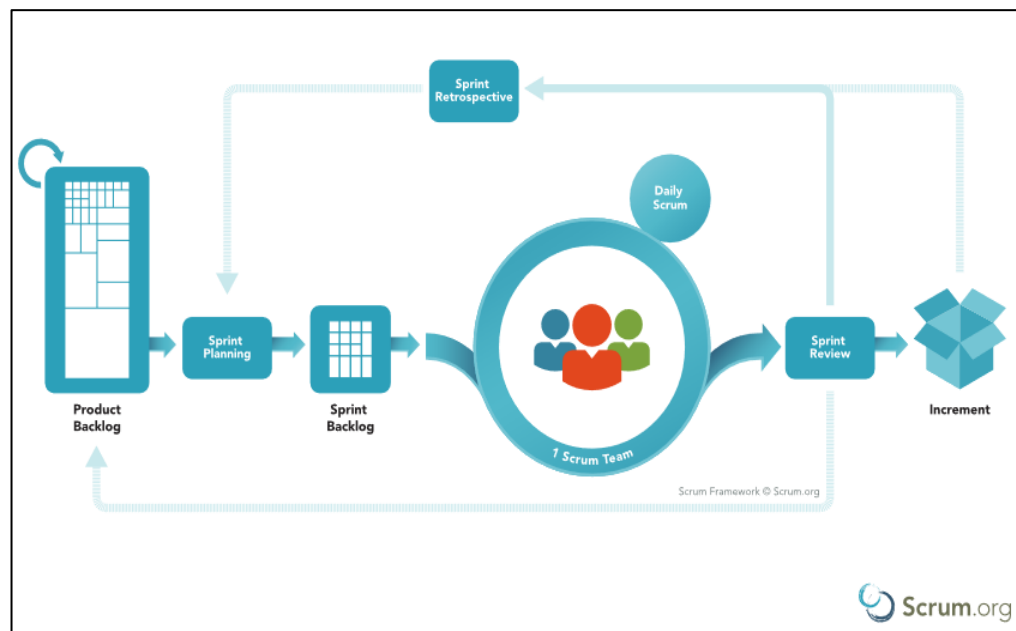 Sprint
Retrospective
Daily
Scrum
Sprint
Planning
Sprint
Review
Product
Backlog
Sprint
Backlog
Increment
1 Scrum Team
Scrum Framework © Scrum.org
Scrum.org